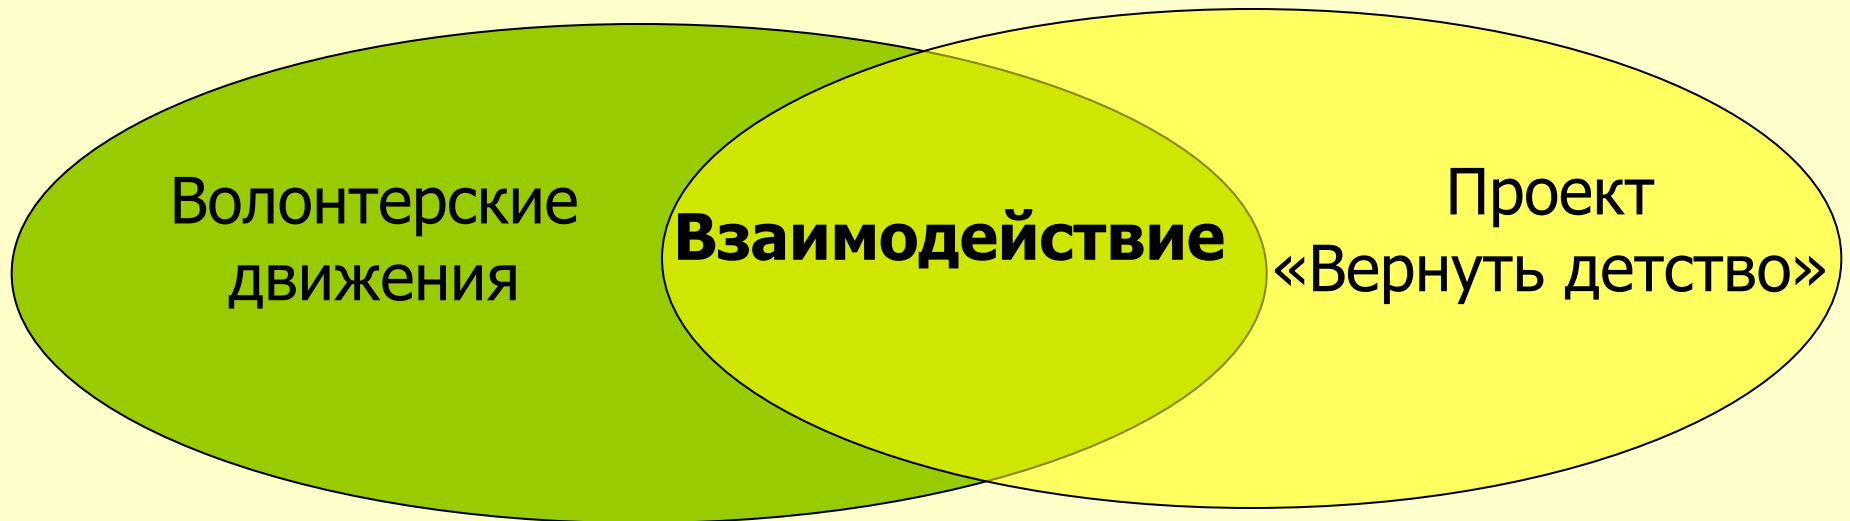 Волонтерские
движения
Взаимодействие
Проект
«Вернуть детство»